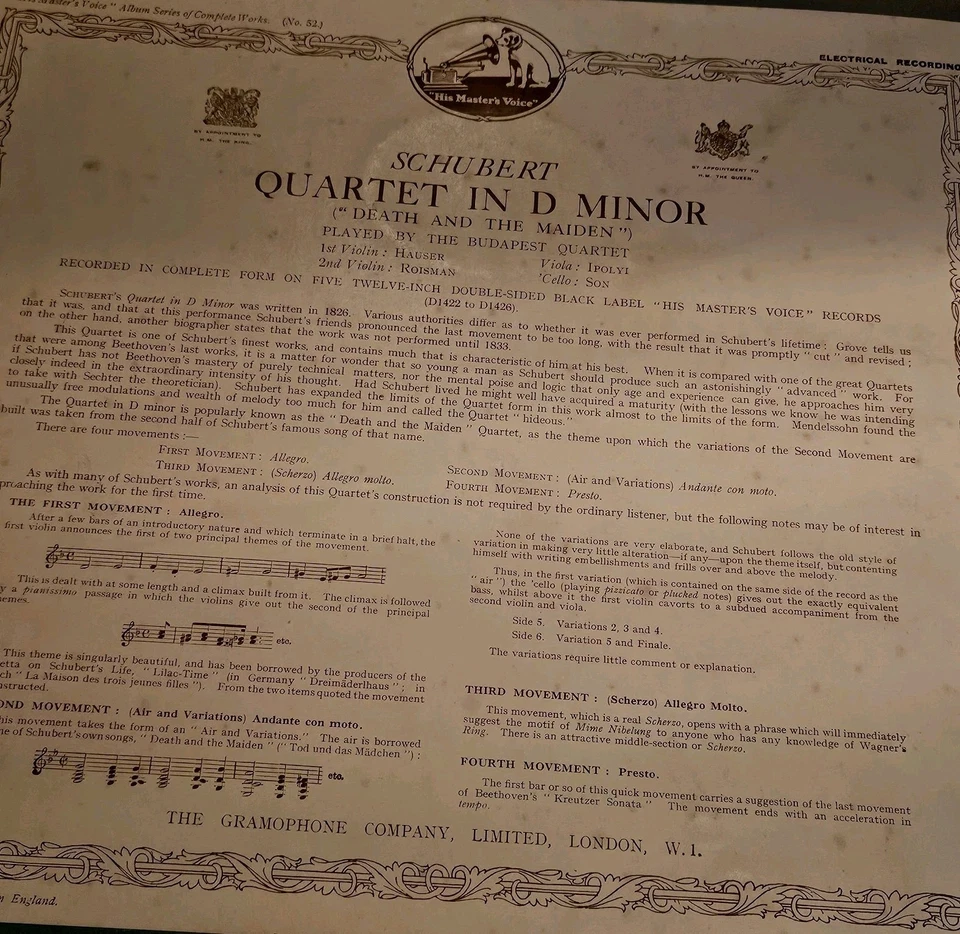 Master's Voice" Album Series of Complete Works. (No. 52.)
ELECTRICAL RECORDING
"His Master's Voice"
BY APPOINTMENT TO
H.M. THE KING.
BY APPOINTMENT TO
H.M. THE QUEEN.
SCHUBERT
QUARTET IN D MINOR
("DEATH AND THE MAIDEN")
PLAYED BY THE BUDAPEST QUARTET
1st Violin: HAUSER Viola: IPOLYI
2nd Violin: ROISMAN 'Cello: SON
RECORDED IN COMPLETE FORM ON FIVE TWELVE-INCH DOUBLE-SIDED BLACK LABEL "HIS MASTER'S VOICE" RECORDS
(D1422 to D1426).
SCHUBERT'S Quartet in D Minor was written in 1826. Various authorities differ as to whether it was ever performed in Schubert's lifetime: Grove tells us
that it was, and that at this performance Schubert's friends pronounced the last movement to be too long, with the result that it was promptly "cut" and revised;
on the other hand, another biographer states that the work was not performed until 1833.
This Quartet is one of Schubert's finest works, and contains much that is characteristic of him at his best. When it is compared with one of the great Quartets
that were among Beethoven's last works, it is a matter for wonder that so young a man as Schubert should produce such an astonishingly "advanced" work. For
if Schubert has not Beethoven's mastery of purely technical matters, nor the mental poise and logic that only age and experience can give, he approaches him very
closely indeed in the extraordinary intensity of his thought. Had Schubert lived he might well have acquired a maturity (with the lessons we know he was intending
to take with Sechter the theoretician). Schubert has expanded the limits of the Quartet form in this work almost to the limits of the form. Mendelssohn found the
unusually free modulations and wealth of melody too much for him and called the Quartet "hideous."
The Quartet in D minor is popularly known as the "Death and the Maiden" Quartet, as the theme upon which the variations of the Second Movement are
built was taken from the second half of Schubert's famous song of that name.
There are four movements:—
FIRST MOVEMENT: Allegro. SECOND MOVEMENT: (Air and Variations) Andante con moto.
THIRD MOVEMENT: (Scherzo) Allegro molto. FOURTH MOVEMENT: Presto.
As with many of Schubert's works, an analysis of this Quartet's construction is not required by the ordinary listener, but the following notes may be of interest in
proaching the work for the first time.
THE FIRST MOVEMENT: Allegro.
After a few bars of an introductory nature and which terminate in a brief halt, the
first violin announces the first of two principal themes of the movement.
This is dealt with at some length and a climax built from it. The climax is followed
y a pianissimo passage in which the violins give out the second of the principal
emes.
etc.
This theme is singularly beautiful, and has been borrowed by the producers of the
etta on Schubert's Life, "Lilac-Time" (in Germany "Dreimäderlhaus"; in
ch "La Maison des trois jeunes filles"). From the two items quoted the movement
nstructed.
OND MOVEMENT: (Air and Variations) Andante con moto.
his movement takes the form of an "Air and Variations." The air is borrowed
ne of Schubert's own songs, "Death and the Maiden" ("Tod und das Mädchen"):
etc.
None of the variations are very elaborate, and Schubert follows the old style of
variation in making very little alteration—if any—upon the theme itself, but contenting
himself with writing embellishments and frills over and above the melody.
Thus, in the first variation (which is contained on the same side of the record as the
"air") the 'cello (playing pizzicato or plucked notes) gives out the exactly equivalent
bass, whilst above it the first violin cavorts to a subdued accompaniment from the
second violin and viola.
Side 5. Variations 2, 3 and 4.
Side 6. Variation 5 and Finale.
The variations require little comment or explanation.
THIRD MOVEMENT: (Scherzo) Allegro Molto.
This movement, which is a real Scherzo, opens with a phrase which will immediately
suggest the motif of Mime Nibelung to anyone who has any knowledge of Wagner's
Ring. There is an attractive middle-section or Scherzo.
FOURTH MOVEMENT: Presto.
The first bar or so of this quick movement carries a suggestion of the last movement
of Beethoven's "Kreutzer Sonata" The movement ends with an acceleration in
tempo.
THE GRAMOPHONE COMPANY, LIMITED, LONDON, W.1.
n England.